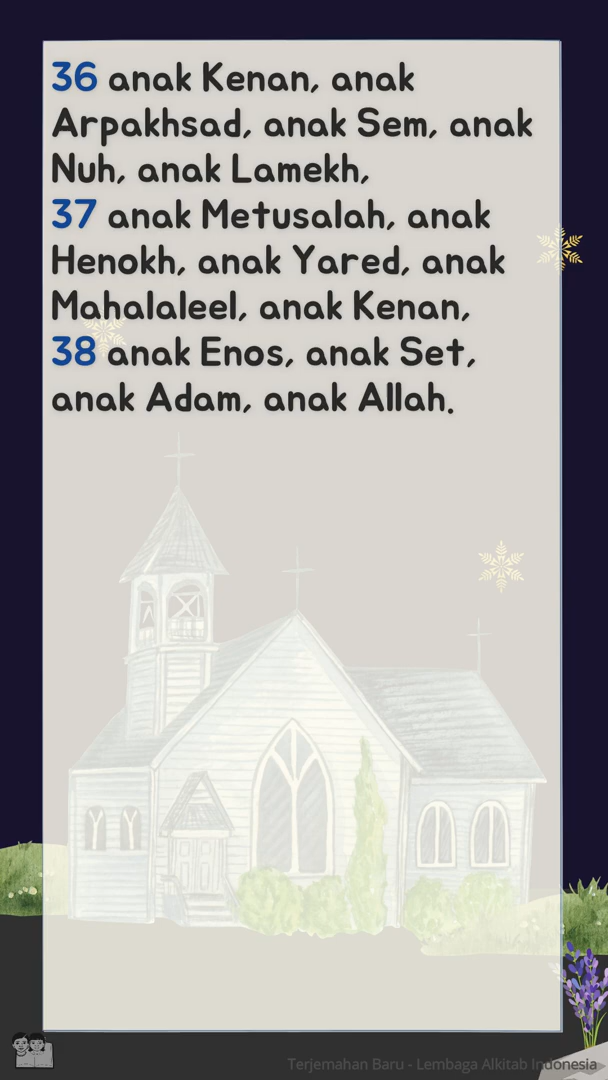 36 anak Kenan, anak
Arpakhsad, anak Sem, anak
Nuh, anak Lamekh,
37 anak Metusalah, anak
Henokh, anak Yared, anak
Mahalaleel, anak Kenan,
38 anak Enos, anak Set,
anak Adam, anak Allah.
Terjemahan Baru - Lembaga Alkitab Indonesia